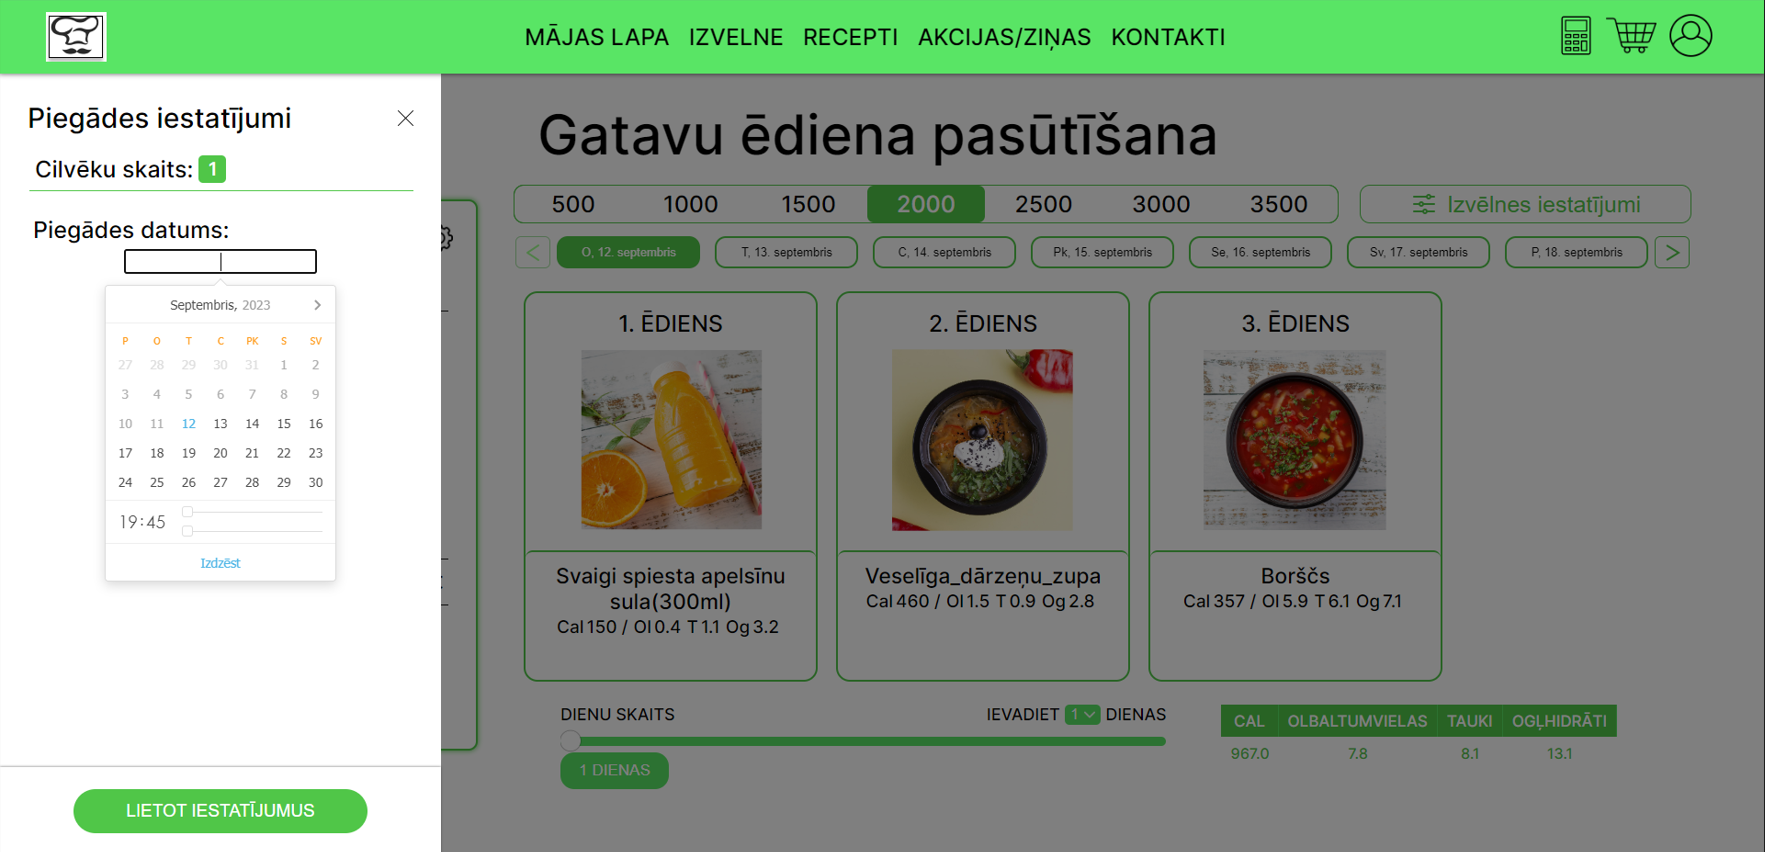 MĀJAS LAPA IZVELNE RECEPTI AKCIJAS/ZIŅAS KONTAKTI
Piegādes iestatījumi
Cilvēku skaits: 1
Piegādes datums:
Septembris, 2023
P O T C PK S SV
27 28 29 30 31 1 2
3 4 5 6 7 8 9
10 11 12 13 14 15 16
17 18 19 20 21 22 23
24 25 26 27 28 29 30
19:45
Izdzēst
LIETOT IESTATĪJUMUS
Gatavu ēdiena pasūtīšana
500 1000 1500 2000 2500 3000 3500
Izvēlnes iestatījumi
< O, 12. septembris T, 13. septembris C, 14. septembris Pk, 15. septembris Se, 16. septembris Sv, 17. septembris P, 18. septembris >
1. ĒDIENS
Svaigi spiesta apelsīnu
sula(300ml)
Cal 150 / Ol 0.4 T 1.1 Og 3.2
2. ĒDIENS
Veselīga_dārzeņu_zupa
Cal 460 / Ol 1.5 T 0.9 Og 2.8
3. ĒDIENS
Borščs
Cal 357 / Ol 5.9 T 6.1 Og 7.1
DIENU SKAITS
IEVADIET 1 DIENAS
1 DIENAS
CAL OLBALTUMVIELAS TAUKI OGĻHIDRĀTI
967.0 7.8 8.1 13.1